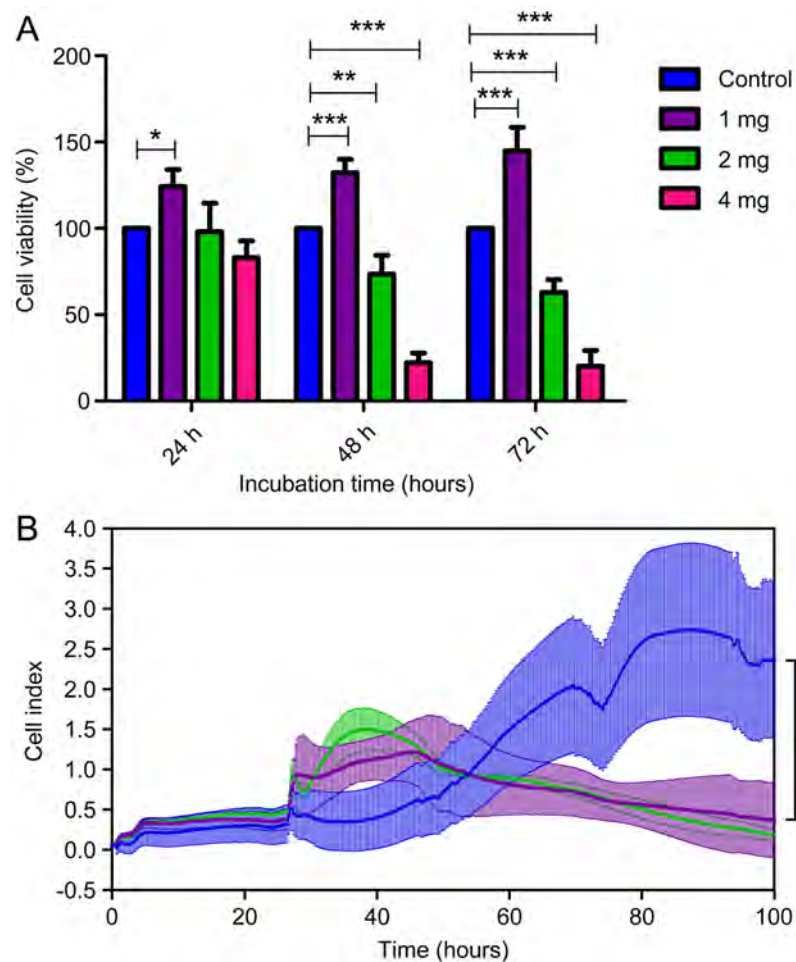 A
***
***
***
**
***
***
*
200
150
100
50
0
Cell viability (%)
24 h
48 h
72 h
Incubation time (hours)
Control
1 mg
2 mg
4 mg
B
4.0
3.5
3.0
2.5
2.0
1.5
1.0
0.5
0.0
-0.5
Cell index
0
20
40
60
80
100
Time (hours)